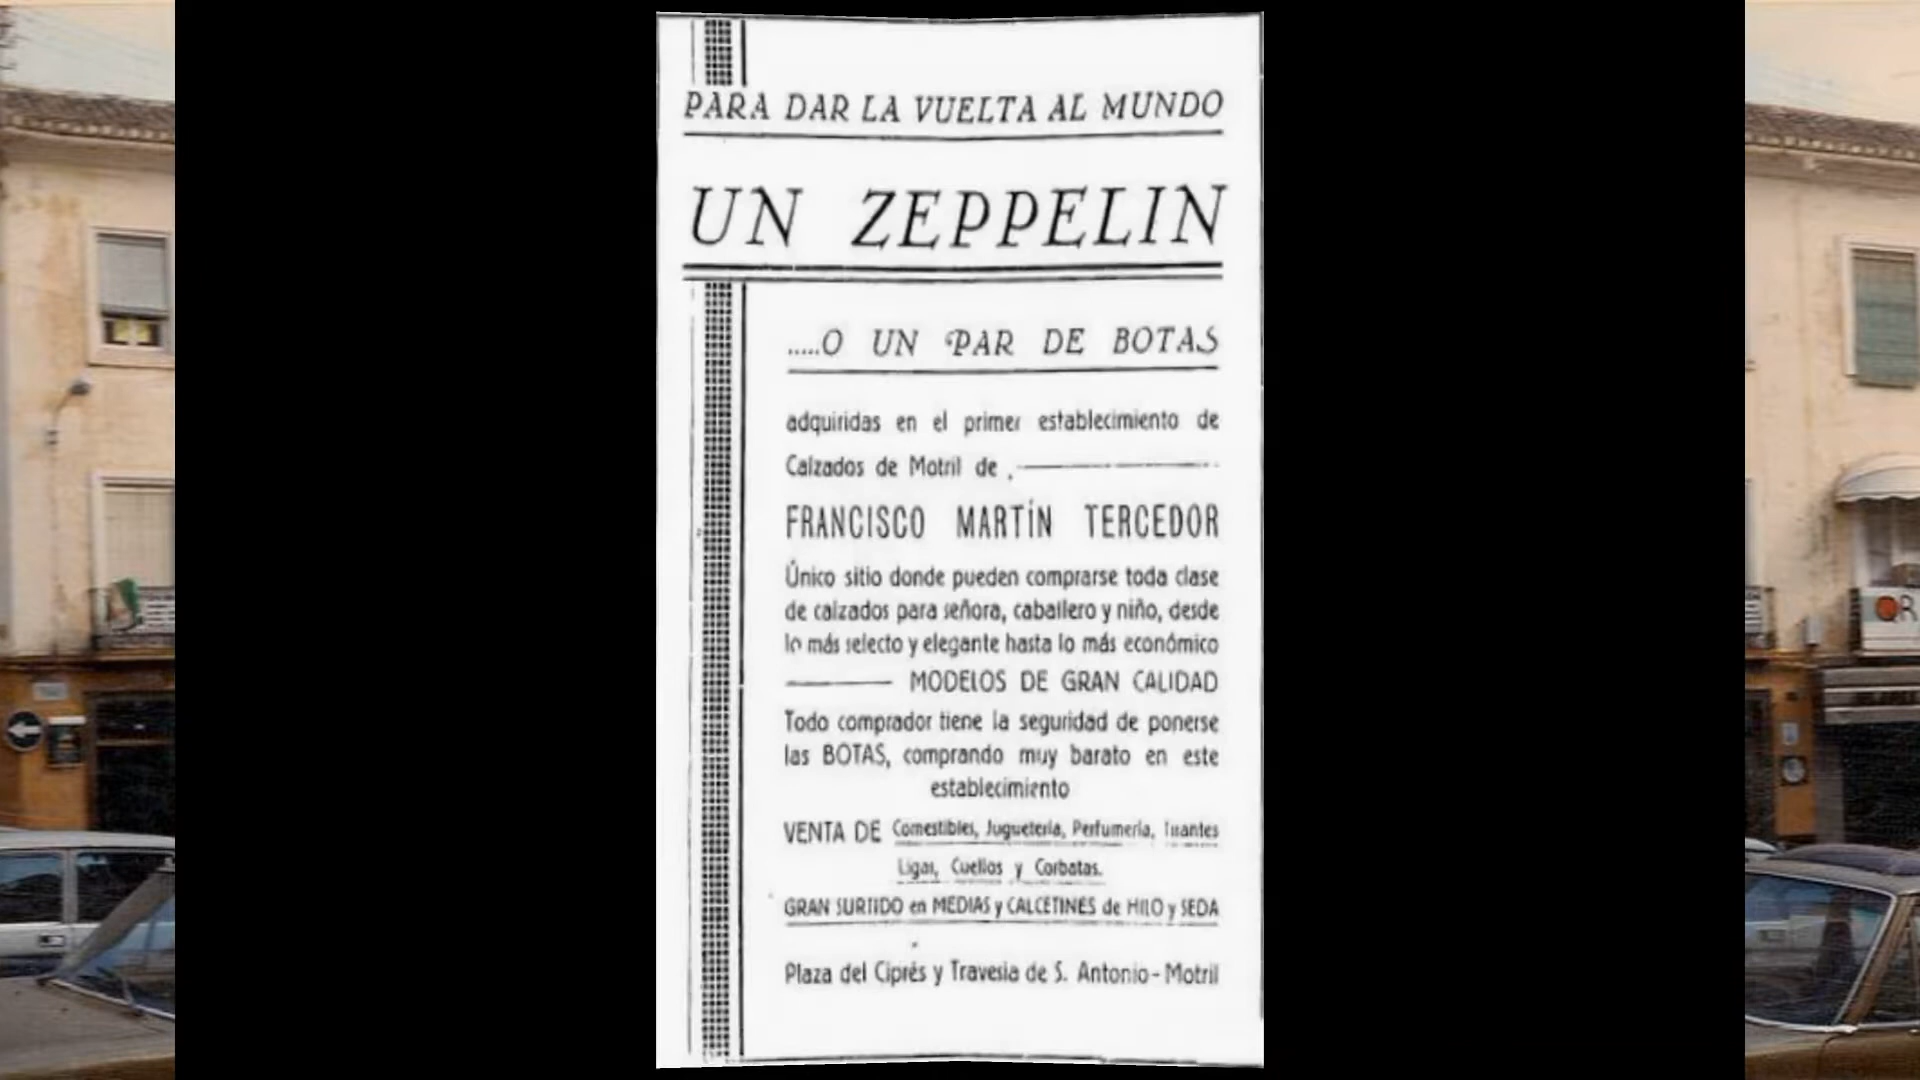 PARA DAR LA VUELTA AL MUNDO
UN ZEPPELIN
.....O UN PAR DE BOTAS
adquiridas en el primer establecimiento de
Calzados de Motril de
FRANCISCO MARTÍN TERCEDOR
Único sitio donde pueden comprarse toda clase
de calzados para señora, caballero y niño, desde
lo más selecto y elegante hasta lo más económico
MODELOS DE GRAN CALIDAD
Todo comprador tiene la seguridad de ponerse
las BOTAS, comprando muy barato en este
establecimiento
VENTA DE Comestibles, Juguetería, Perfumería, Tirantes
Ligas, Cuellos y Corbatas.
GRAN SURTIDO en MEDIAS y CALCETINES de HILO y SEDA
Plaza del Ciprés y Travesia de S. Antonio - Motril